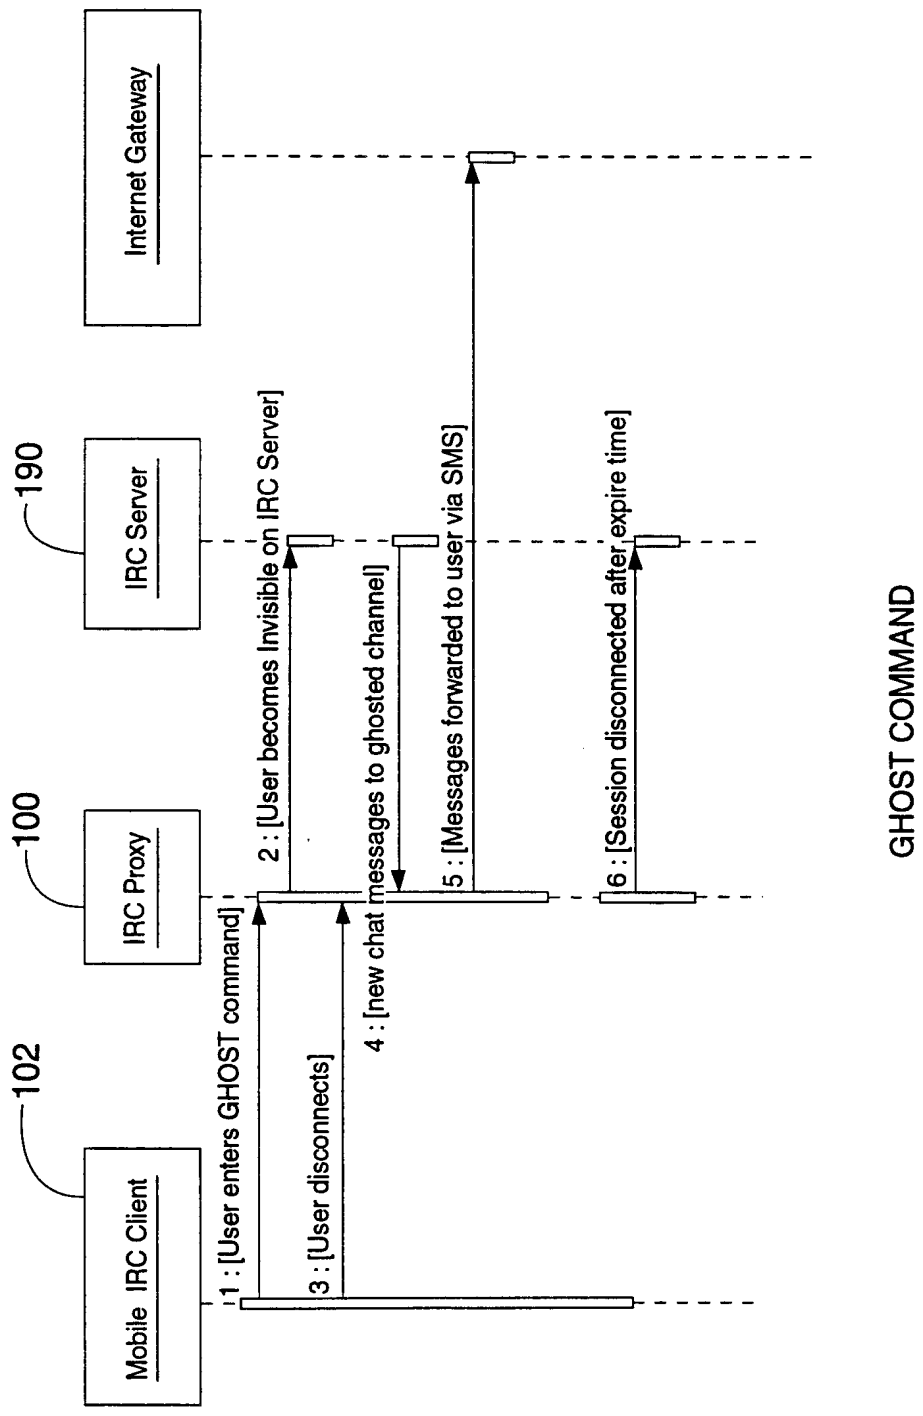 102
100
190
Mobile IRC Client
IRC Proxy
IRC Server
Internet Gateway
1 : [User enters GHOST command]
2 : [User becomes Invisible on IRC Server]
3 : [User disconnects]
4 : [new chat messages to ghosted channel]
5 : [Messages forwarded to user via SMS]
6 : [Session disconnected after expire time]
GHOST COMMAND